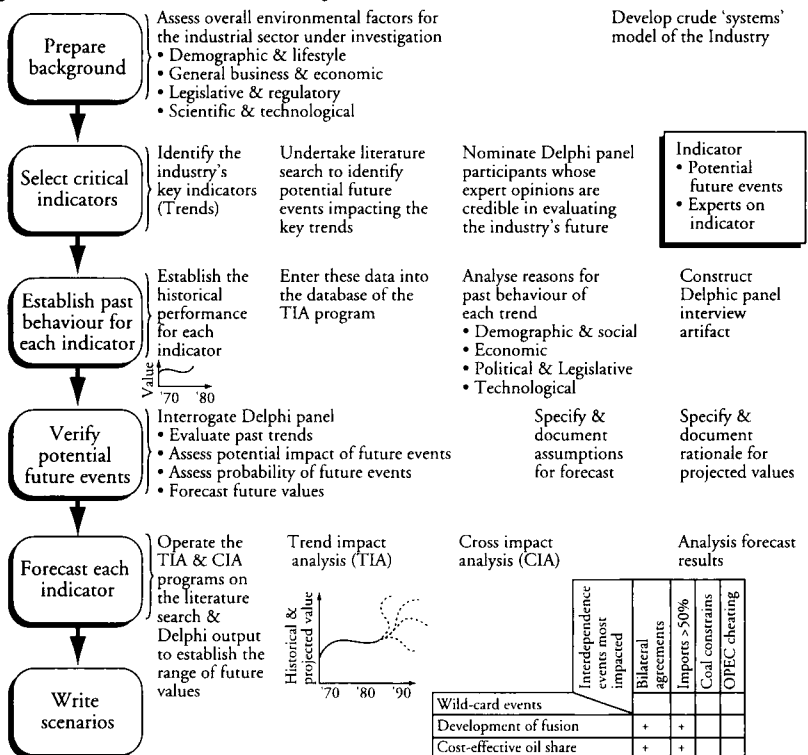 Prepare
background
Assess overall environmental factors for
the industrial sector under investigation
• Demographic & lifestyle
• General business & economic
• Legislative & regulatory
• Scientific & technological
Develop crude 'systems'
model of the Industry
Select critical
indicators
Identify the
industry's
key indicators
(Trends)
Undertake literature
search to identify
potential future
events impacting the
key trends
Nominate Delphi panel
participants whose
expert opinions are
credible in evaluating
the industry's future
Indicator
• Potential
future events
• Experts on
indicator
Establish past
behaviour for
each indicator
Establish the
historical
performance
for each
indicator
Value
'70 '80
Enter these data into
the database of the
TIA program
Analyse reasons for
past behaviour of
each trend
• Demographic & social
• Economic
• Political & Legislative
• Technological
Construct
Delphic panel
interview
artifact
Verify
potential
future events
Interrogate Delphi panel
• Evaluate past trends
• Assess potential impact of future events
• Assess probability of future events
• Forecast future values
Specify &
document
assumptions
for forecast
Specify &
document
rationale for
projected values
Forecast each
indicator
Operate the
TIA & CIA
programs on
the literature
search &
Delphi output
to establish the
range of future
values
Trend impact
analysis (TIA)
Historical &
projected value
'70 '80 '90
Cross impact
analysis (CIA)
Analysis forecast
results
Interdependence
events most
impacted
Bilateral
agreements
Imports >50%
Coal constrains
OPEC cheating
Wild-card events
Development of fusion + +
Cost-effective oil share + +
Write
scenarios